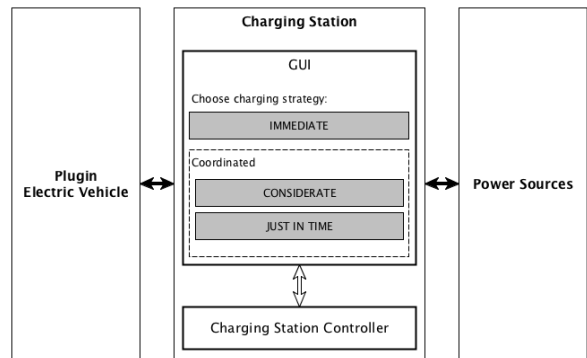 Charging Station
GUI
Choose charging strategy:
IMMEDIATE
Coordinated
CONSIDERATE
JUST IN TIME
Charging Station Controller
Plugin
Electric Vehicle
Power Sources